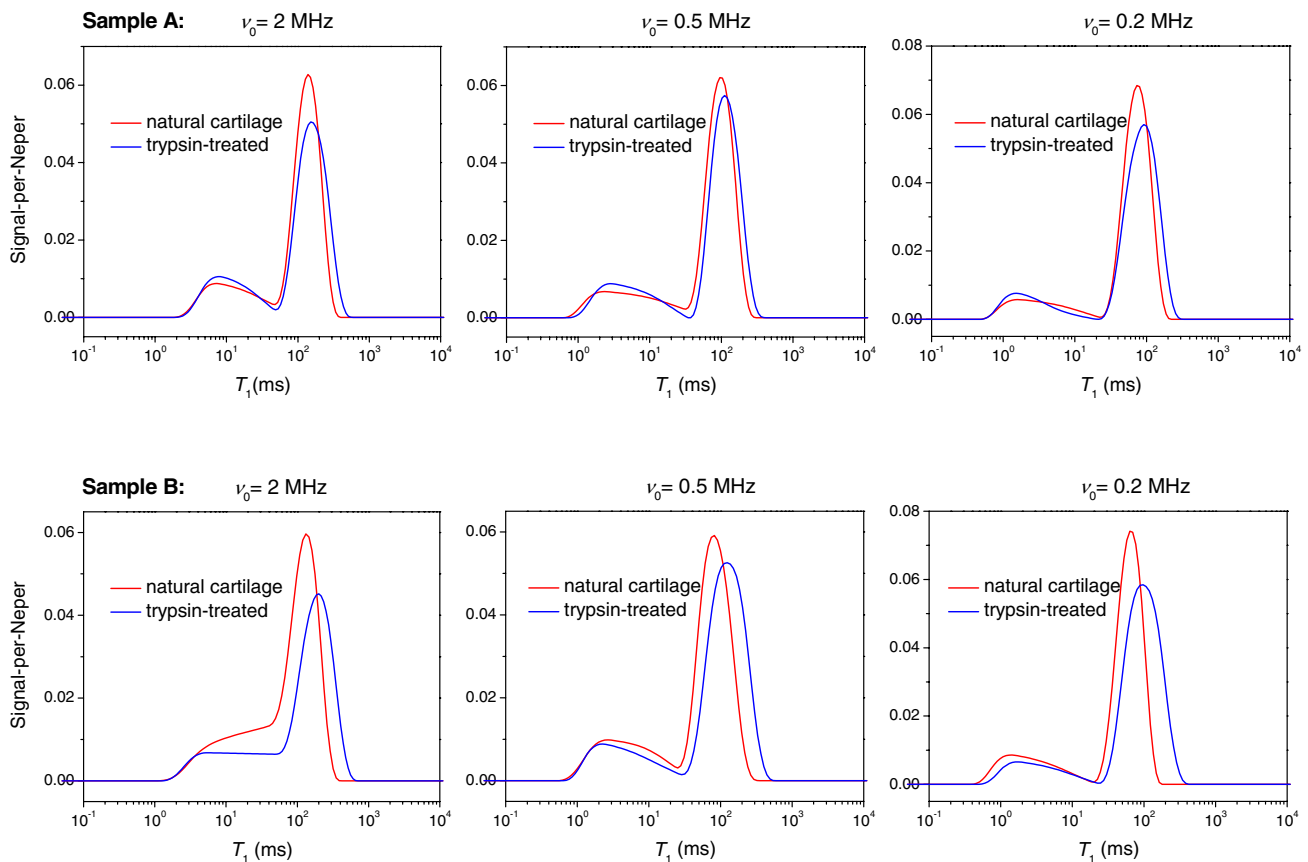 Sample A:
ν0= 2 MHz
ν0= 0.5 MHz
ν0= 0.2 MHz
Signal-per-Neper
0.06
0.04
0.02
0.00
natural cartilage
trypsin-treated
10-1 100 101 102 103 104
T1(ms)
0.06
0.04
0.02
0.00
natural cartilage
trypsin-treated
10-1 100 101 102 103 104
T1 (ms)
0.08
0.06
0.04
0.02
0.00
natural cartilage
trypsin-treated
10-1 100 101 102 103 104
T1 (ms)
Sample B:
ν0= 2 MHz
ν0= 0.5 MHz
ν0= 0.2 MHz
Signal-per-Neper
0.06
0.04
0.02
0.00
natural cartilage
trypsin-treated
10-1 100 101 102 103 104
T1 (ms)
0.06
0.04
0.02
0.00
natural cartilage
trypsin-treated
10-1 100 101 102 103 104
T1 (ms)
0.08
0.06
0.04
0.02
0.00
natural cartilage
trypsin-treated
10-1 100 101 102 103 104
T1 (ms)